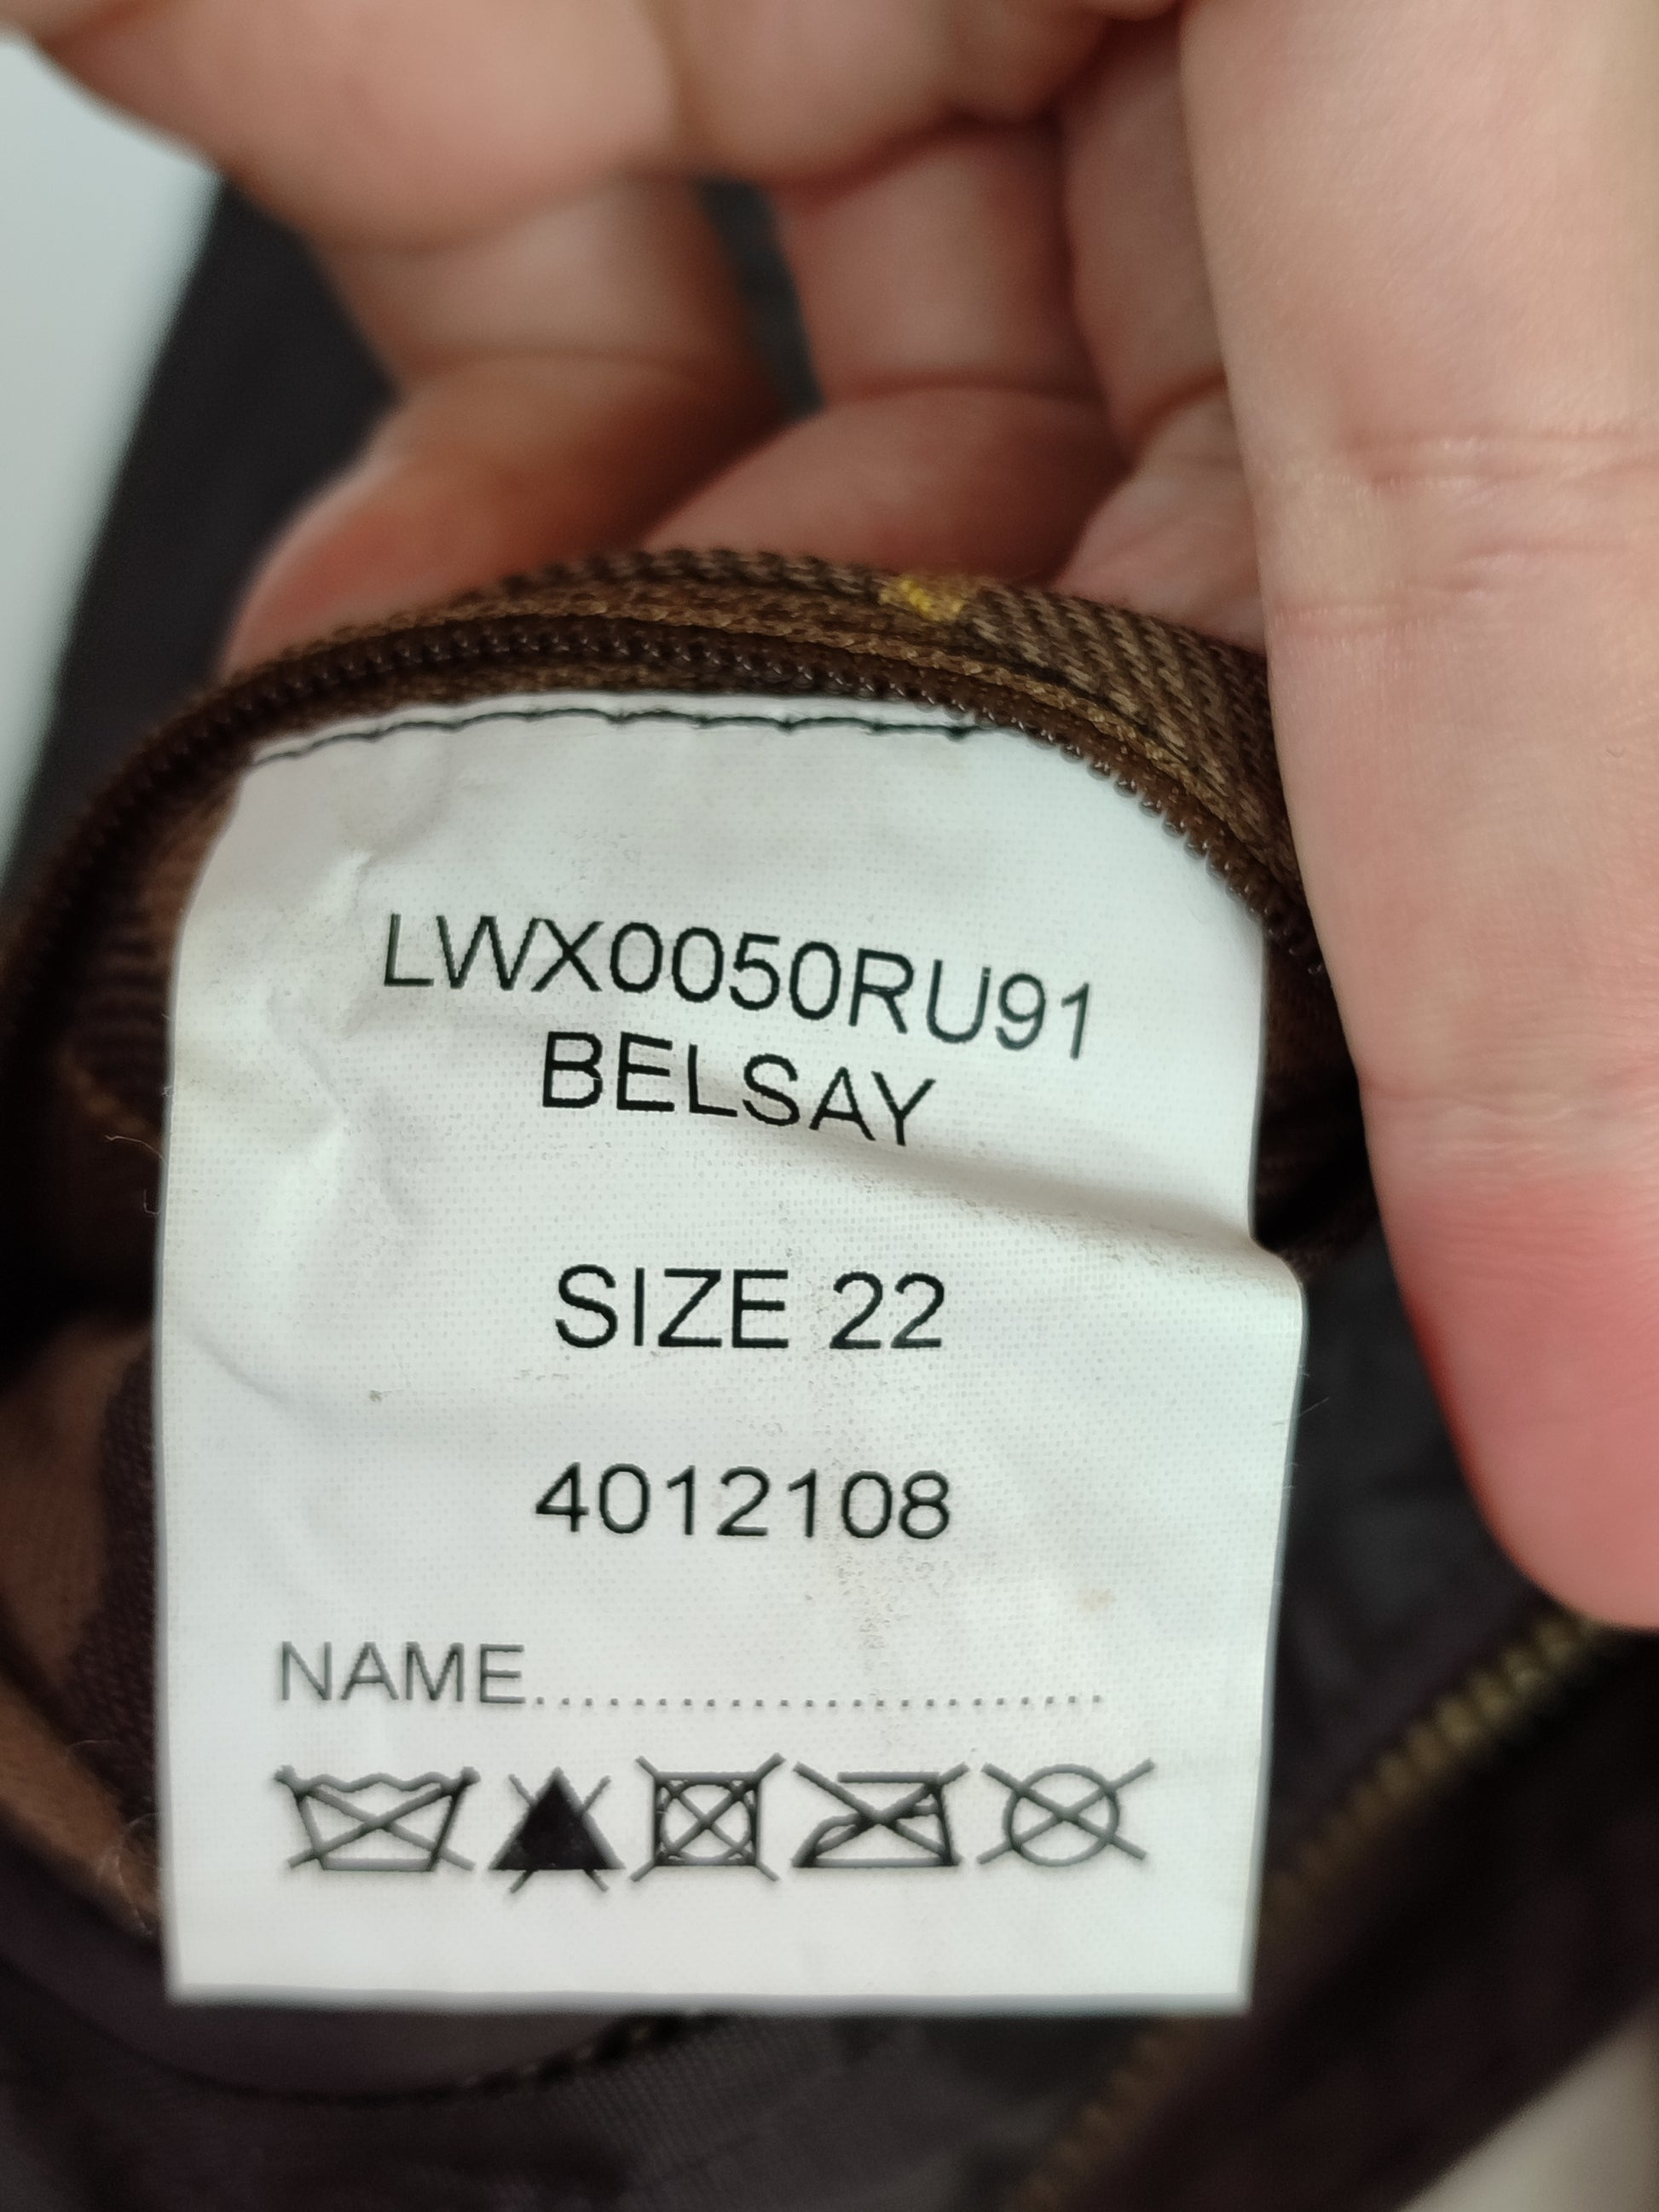 LWX0050RU91
BELSAY
SIZE 22
4012108
NAME........................